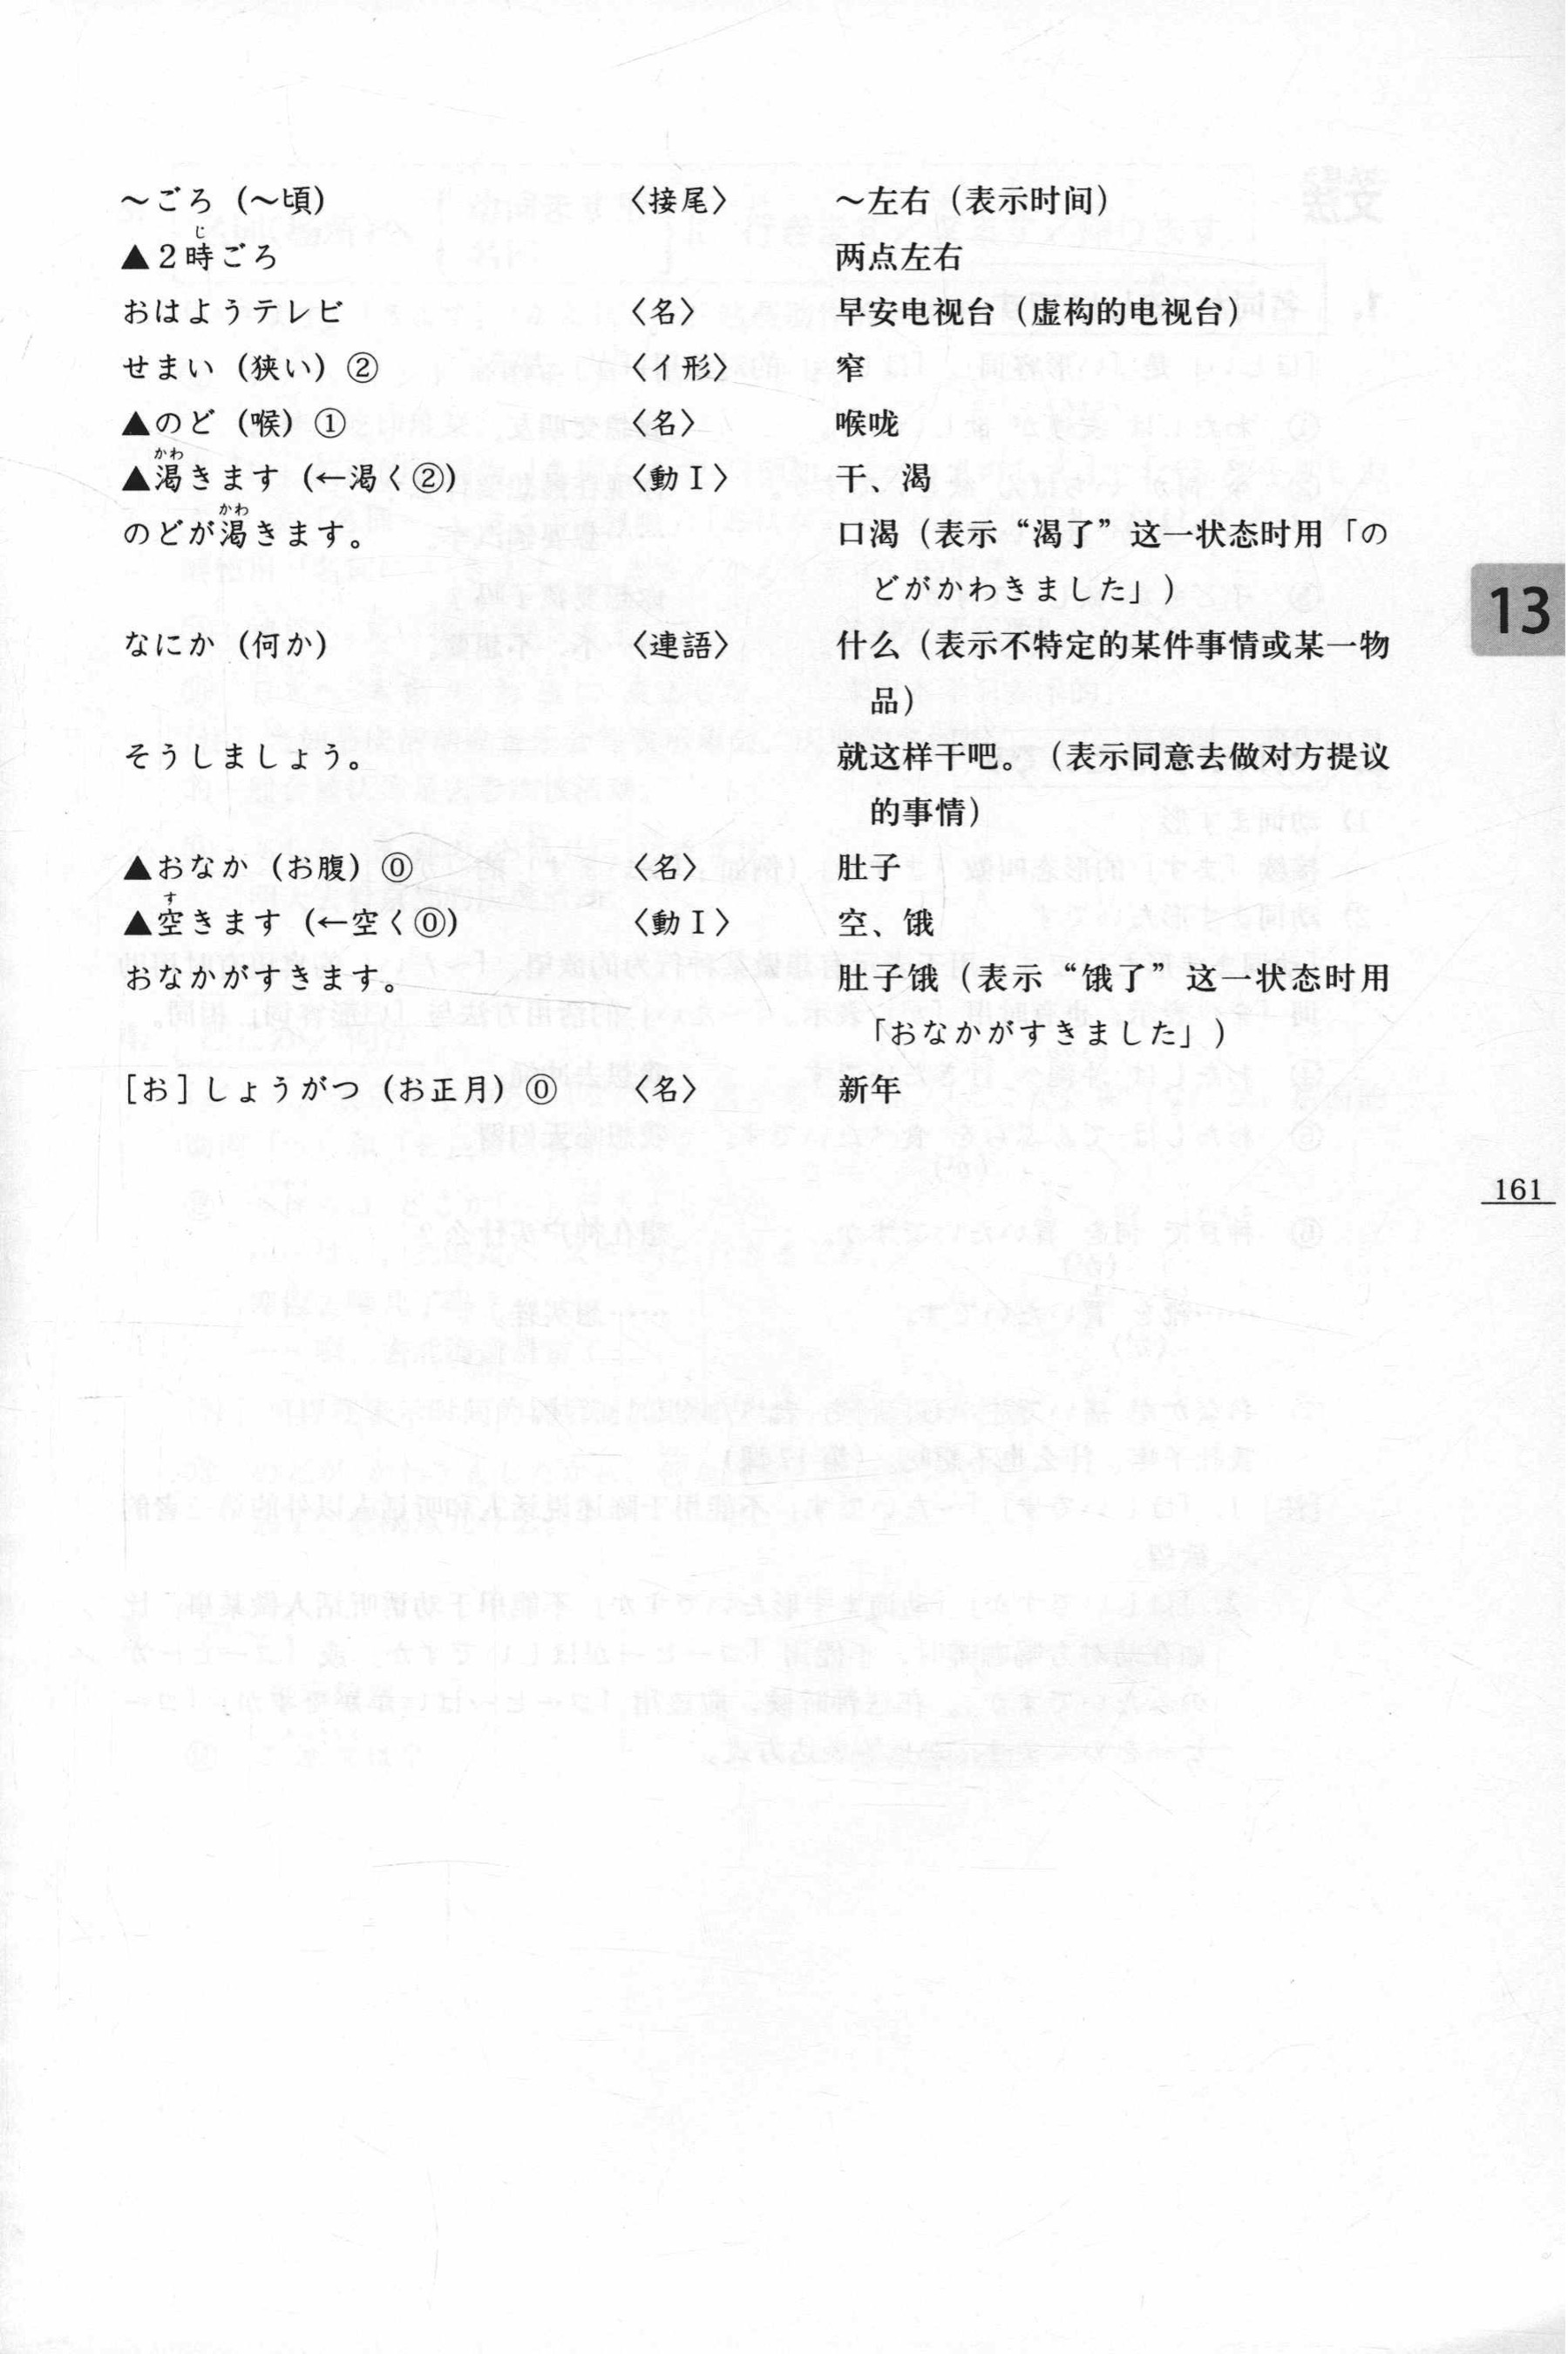 ～ごろ（～頃） 〈接尾〉 ～左右（表示时间）
▲2時ごろ 两点左右
おはようテレビ 〈名〉 早安电视台（虚构的电视台）
せまい（狭い）② 〈イ形〉 窄
▲のど（喉）① 〈名〉 喉咙
▲渇きます（←渇く②） 〈動Ⅰ〉 干、渴
のどが渇きます。 口渴（表示“渴了”这一状态时用「の
どがかわきました」）
なにか（何か） 〈連語〉 什么（表示不特定的某件事情或某一物
品）
そうしましょう。 就这样干吧。（表示同意去做对方提议
的事情）
▲おなか（お腹）⓪ 〈名〉 肚子
▲空きます（←空く⓪） 〈動Ⅰ〉 空、饿
おなかがすきます。 肚子饿（表示“饿了”这一状态时用
「おなかがすきました」）
［お］しょうがつ（お正月）⓪ 〈名〉 新年
13
161